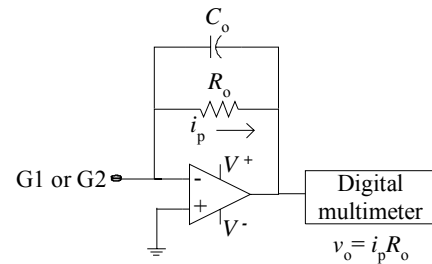 C_o
R_o
i_p
G1 or G2
-
V^+
+
V^-
Digital
multimeter
v_o = i_p R_o